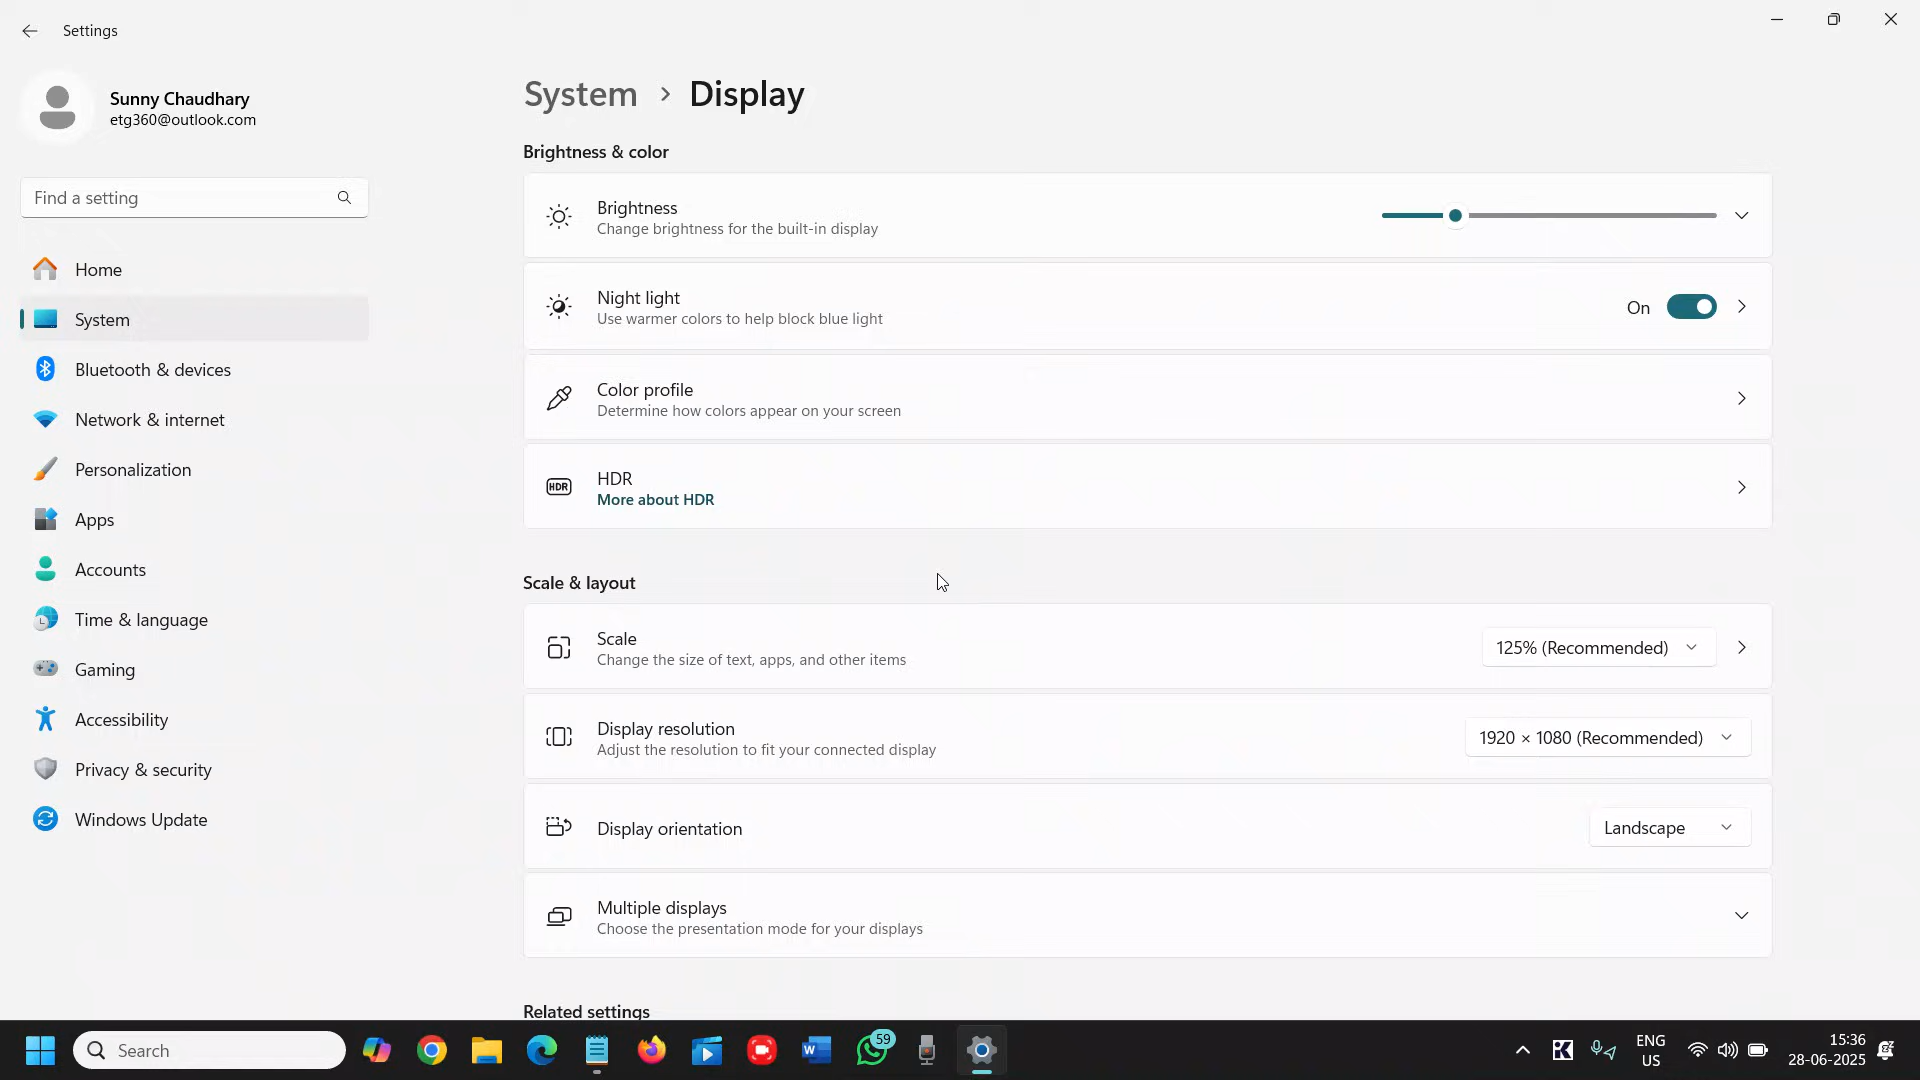 Settings
Sunny Chaudhary
etg360@outlook.com
Find a setting
Home
System
Bluetooth & devices
Network & internet
Personalization
Apps
Accounts
Time & language
Gaming
Accessibility
Privacy & security
Windows Update
System > Display
Brightness & color
Brightness
Change brightness for the built-in display
Night light
Use warmer colors to help block blue light
On
Color profile
Determine how colors appear on your screen
HDR
HDR
More about HDR
Scale & layout
Scale
Change the size of text, apps, and other items
125% (Recommended)
Display resolution
Adjust the resolution to fit your connected display
1920 × 1080 (Recommended)
Display orientation
Landscape
Multiple displays
Choose the presentation mode for your displays
Related settings
Search
W
59
K
ENG
US
15:36
28-06-2025